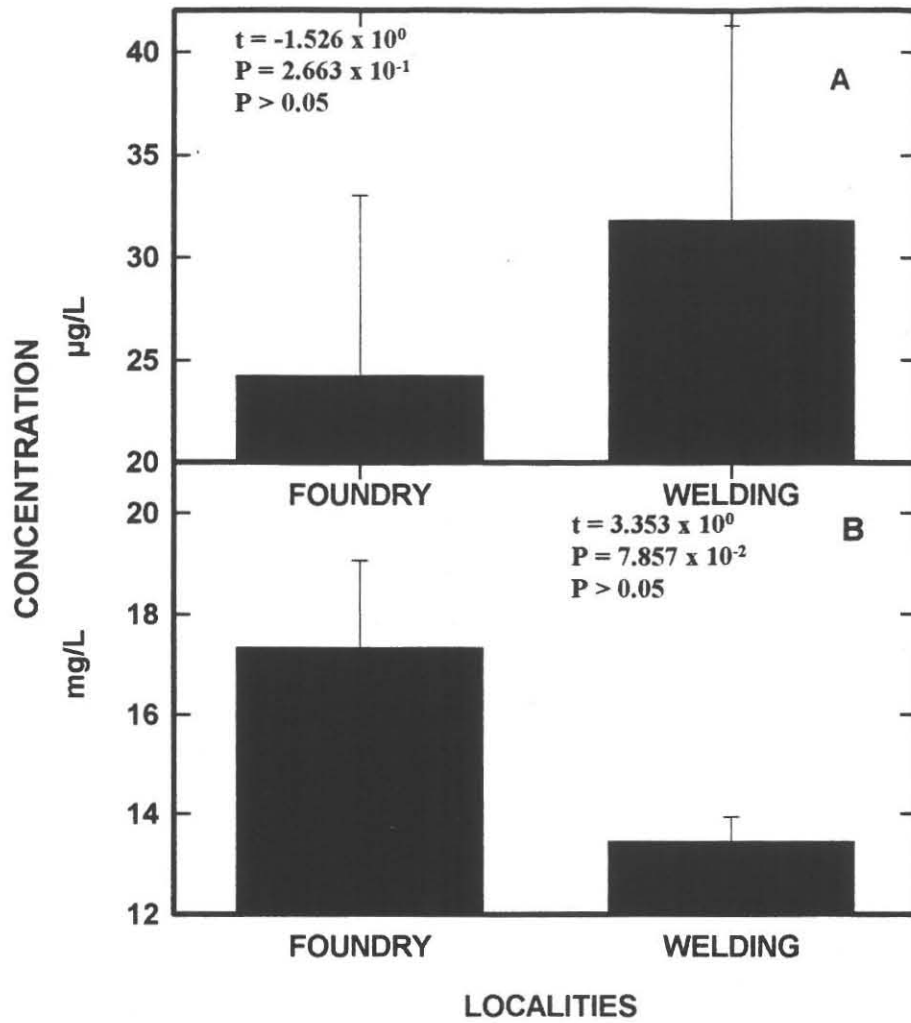 t = -1.526 x 10⁰
P = 2.663 x 10⁻¹
P > 0.05
A
40
35
30
25
20
FOUNDRY WELDING
t = 3.353 x 10⁰
P = 7.857 x 10⁻²
P > 0.05
B
20
18
16
14
12
FOUNDRY WELDING
LOCALITIES
CONCENTRATION
µg/L
mg/L